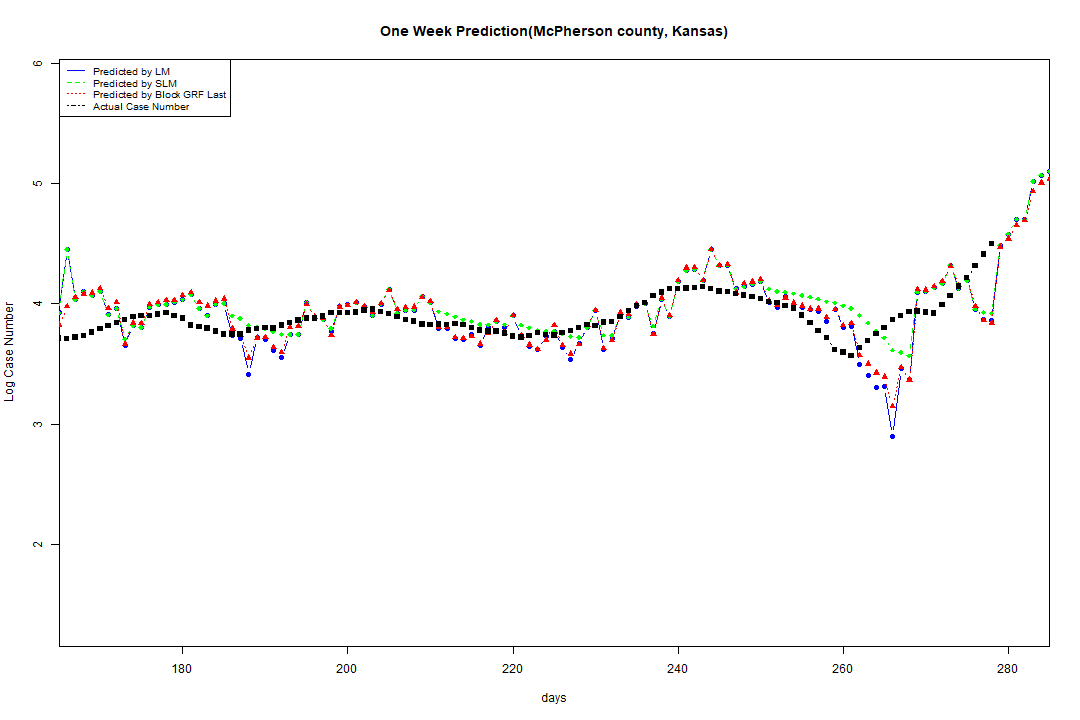 One Week Prediction(McPherson county, Kansas)
Predicted by LM
Predicted by SLM
Predicted by Block GRF Last
Actual Case Number
6
5
4
3
2
Log Case Number
180
200
220
240
260
280
days